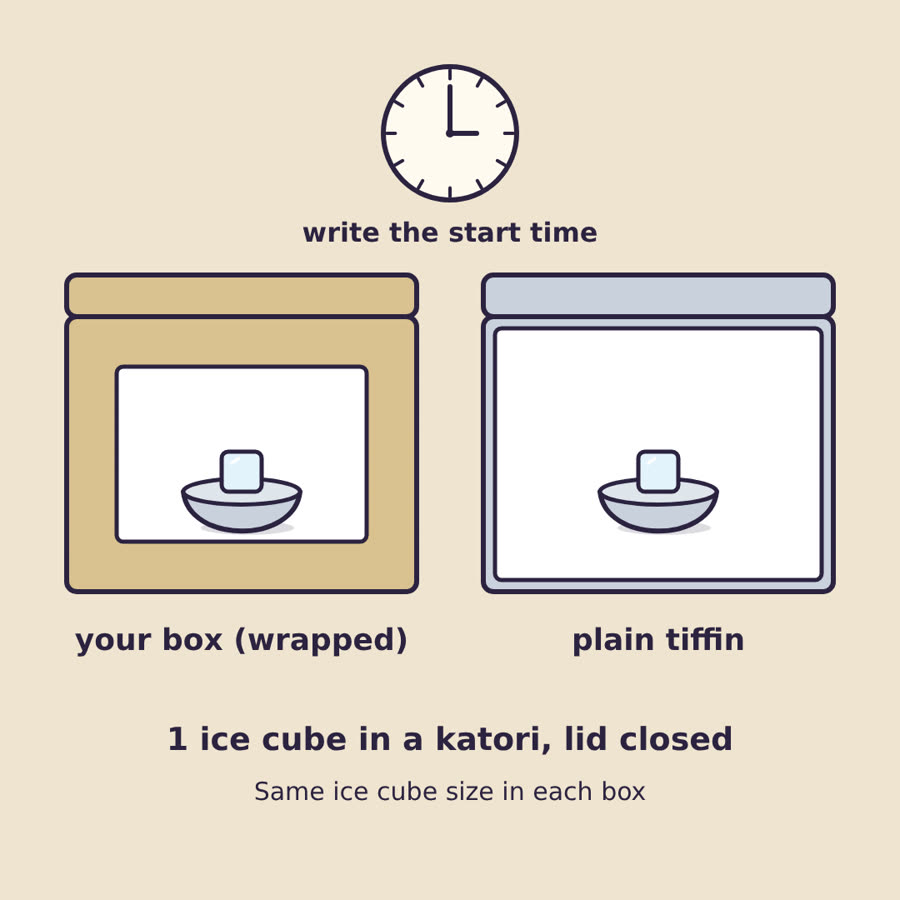 write the start time
your box (wrapped)
plain tiffin
1 ice cube in a katori, lid closed
Same ice cube size in each box